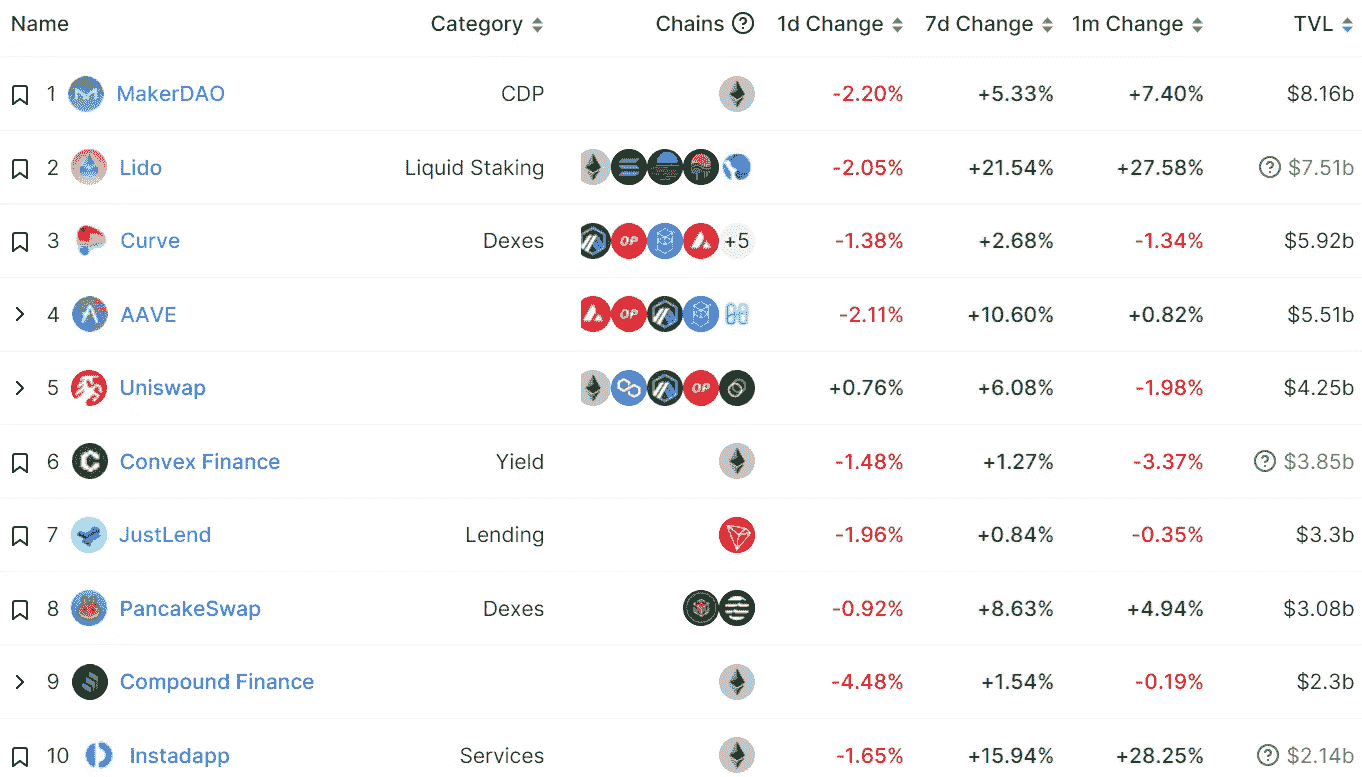 Name Category Chains ? 1d Change 7d Change 1m Change TVL
1 MakerDAO CDP -2.20% +5.33% +7.40% $8.16b
2 Lido Liquid Staking -2.05% +21.54% +27.58% ? $7.51b
3 Curve Dexes OP +5 -1.38% +2.68% -1.34% $5.92b
4 AAVE OP -2.11% +10.60% +0.82% $5.51b
5 Uniswap OP +0.76% +6.08% -1.98% $4.25b
6 Convex Finance Yield -1.48% +1.27% -3.37% ? $3.85b
7 JustLend Lending -1.96% +0.84% -0.35% $3.3b
8 PancakeSwap Dexes -0.92% +8.63% +4.94% $3.08b
9 Compound Finance -4.48% +1.54% -0.19% $2.3b
10 Instadapp Services -1.65% +15.94% +28.25% ? $2.14b